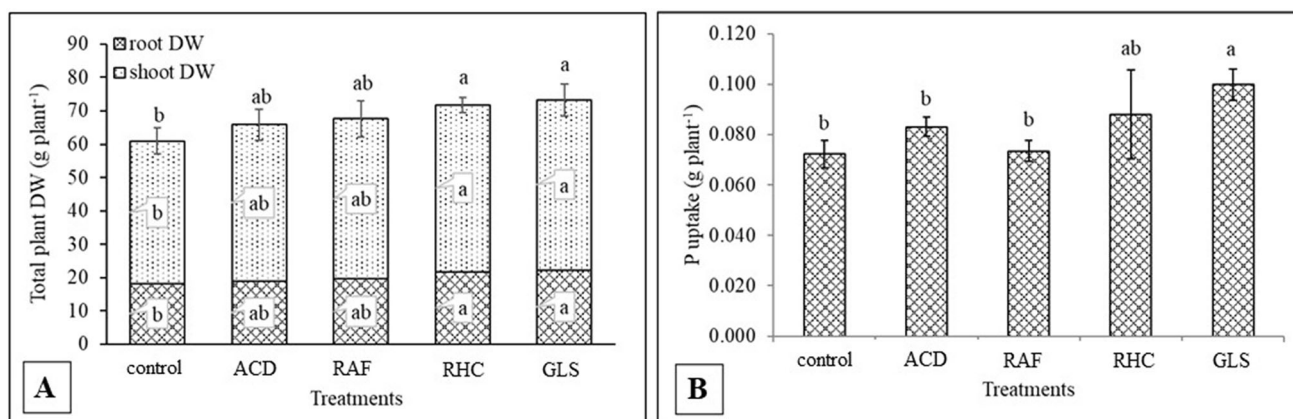 90
80
70
60
50
40
30
20
10
0
Total plant DW (g plant⁻¹)
root DW
shoot DW
b ab ab a a
b ab ab a a
b ab ab a a
control ACD RAF RHC GLS
Treatments
A
0.120
0.100
0.080
0.060
0.040
0.020
0.000
P uptake (g plant⁻¹)
b b b ab a
control ACD RAF RHC GLS
Treatments
B